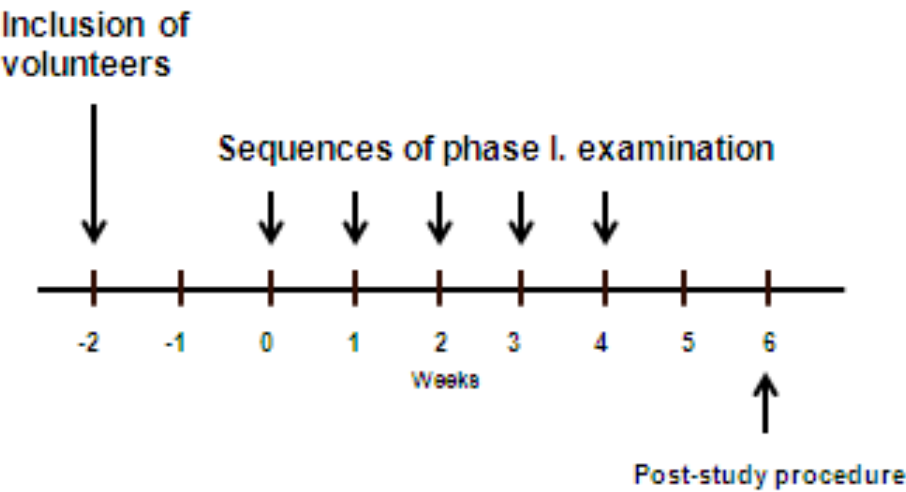 Inclusion of
volunteers
Sequences of phase I. examination
-2 -1 0 1 2 3 4 5 6
Weeks
Post-study procedure